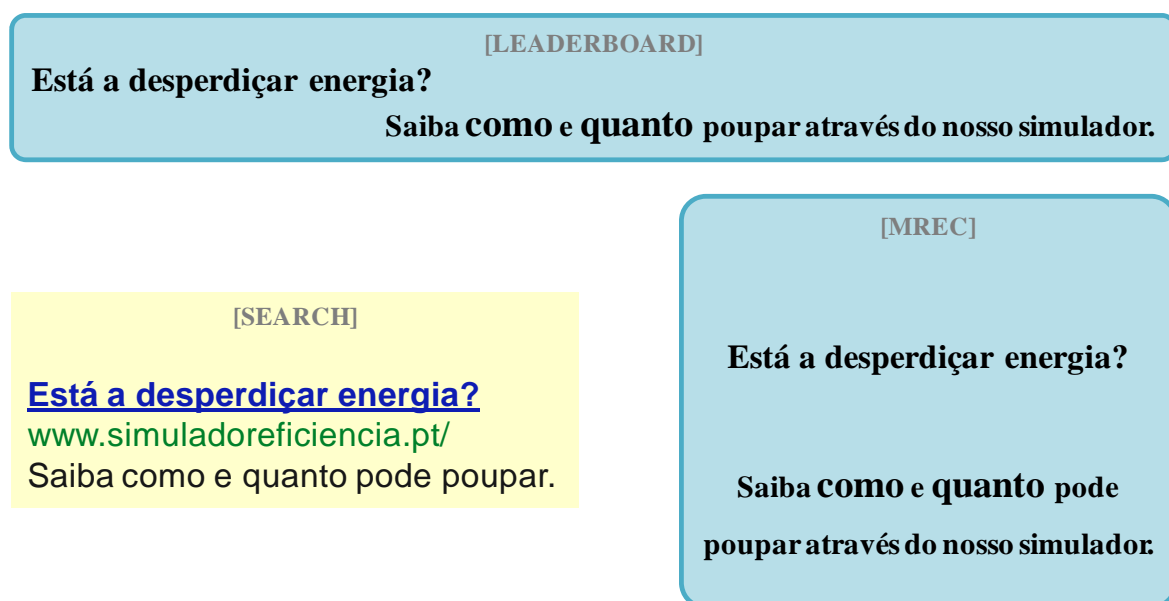 [LEADERBOARD]
Está a desperdiçar energia?
Saiba como e quanto poupar através do nosso simulador.
[SEARCH]
Está a desperdiçar energia?
www.simuladoreficiencia.pt/
Saiba como e quanto pode poupar.
[MREC]
Está a desperdiçar energia?
Saiba como e quanto pode
poupar através do nosso simulador.